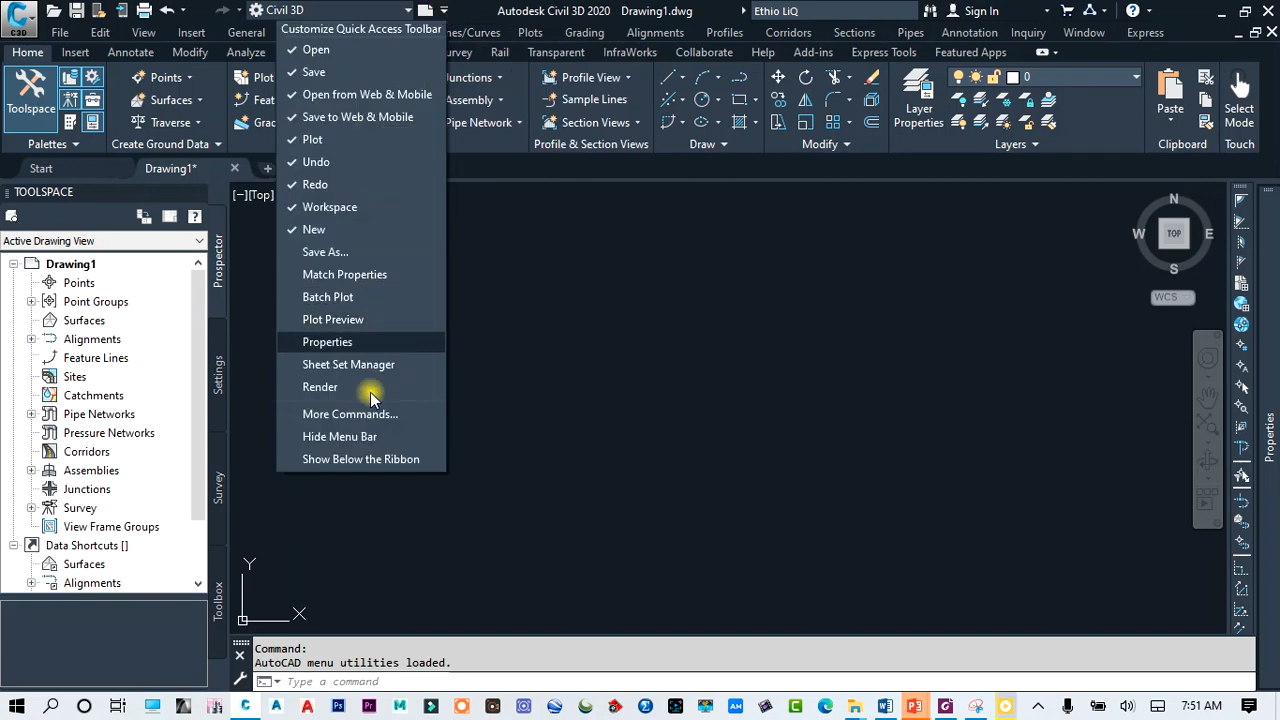 Civil 3D
Autodesk Civil 3D 2020 Drawing1.dwg
Ethio LiQ
Sign In
C3D
File Edit View Insert General
Lines/Curves Plots Grading Alignments Profiles Corridors Sections Pipes Annotation Inquiry Window Express
Home Insert Annotate Modify
Survey Rail Transparent InfraWorks Collaborate Help Add-ins Express Tools Featured Apps
Customize Quick Access Toolbar
Open
Save
Open from Web & Mobile
Save to Web & Mobile
Plot
Undo
Redo
Workspace
New
Save As...
Match Properties
Batch Plot
Plot Preview
Properties
Sheet Set Manager
Render
More Commands...
Hide Menu Bar
Show Below the Ribbon
Toolspace
Palettes
Points
Surfaces
Traverse
Create Ground Data
Junctions
Assembly
Pipe Network
Profile View
Sample Lines
Section Views
Profile & Section Views
Draw
Modify
Layer
Properties
0
Layers
Paste
Clipboard
Select
Mode
Touch
Start
Drawing1*
TOOLSPACE
Active Drawing View
Drawing1
Points
Point Groups
Surfaces
Alignments
Feature Lines
Sites
Catchments
Pipe Networks
Pressure Networks
Corridors
Assemblies
Junctions
Survey
View Frame Groups
Data Shortcuts []
Surfaces
Alignments
Prospector
Settings
Survey
Toolbox
[−][Top]
N
W TOP E
S
WCS
Properties
Y
X
Command:
AutoCAD menu utilities loaded.
Type a command
7:51 AM